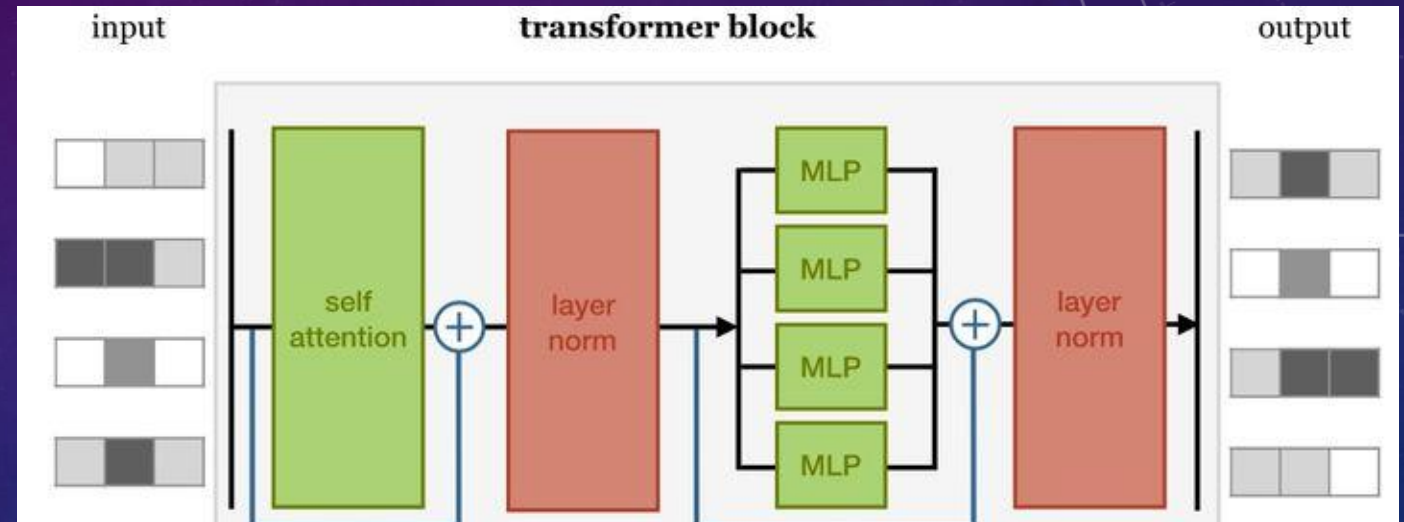 input
transformer block
output
self
attention
layer
norm
MLP
MLP
MLP
MLP
layer
norm